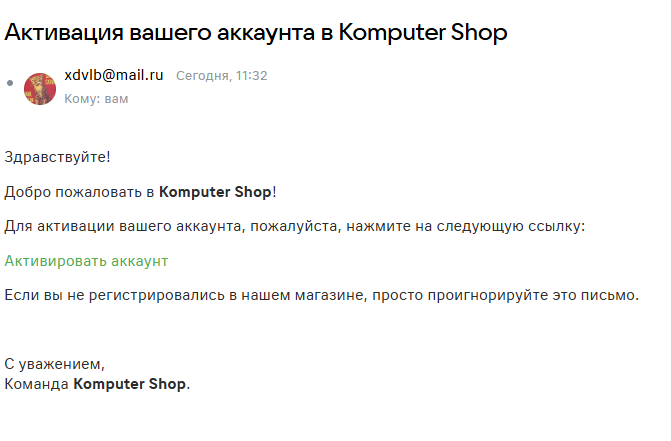 Активация вашего аккаунта в Komputer Shop
xdvlb@mail.ru Сегодня, 11:32
Кому: вам
Здравствуйте!
Добро пожаловать в Komputer Shop!
Для активации вашего аккаунта, пожалуйста, нажмите на следующую ссылку:
Активировать аккаунт
Если вы не регистрировались в нашем магазине, просто проигнорируйте это письмо.
С уважением,
Команда Komputer Shop.